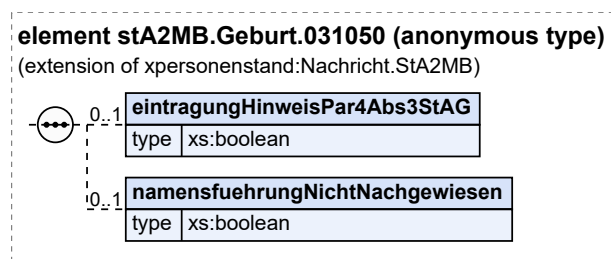 element stA2MB.Geburt.031050 (anonymous type)
(extension of xpersonenstand:Nachricht.StA2MB)
0..1 eintragungHinweisPar4Abs3StAG
type xs:boolean
0..1 namensfuehrungNichtNachgewiesen
type xs:boolean